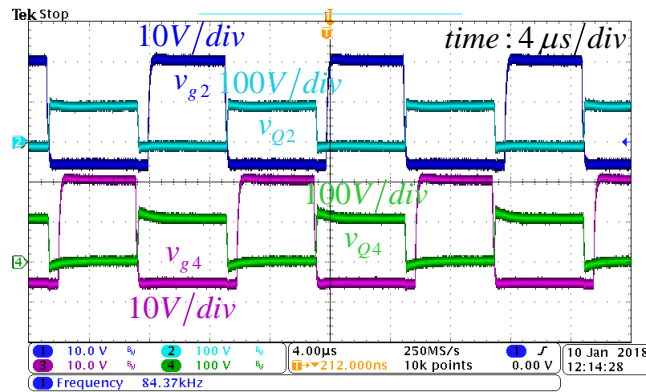 Tek Stop
T
10V/div
time : 4 μs/div
v_g2
100V/div
v_Q2
2
100V/div
v_g4
v_Q4
4
10V/div
1 10.0 V 2 100 V 4.00μs 250MS/s 1 10 Jan 2018
3 10.0 V 4 100 V T→▼212.000ns 10k points 0.00 V 12:14:28
1 Frequency 84.37kHz